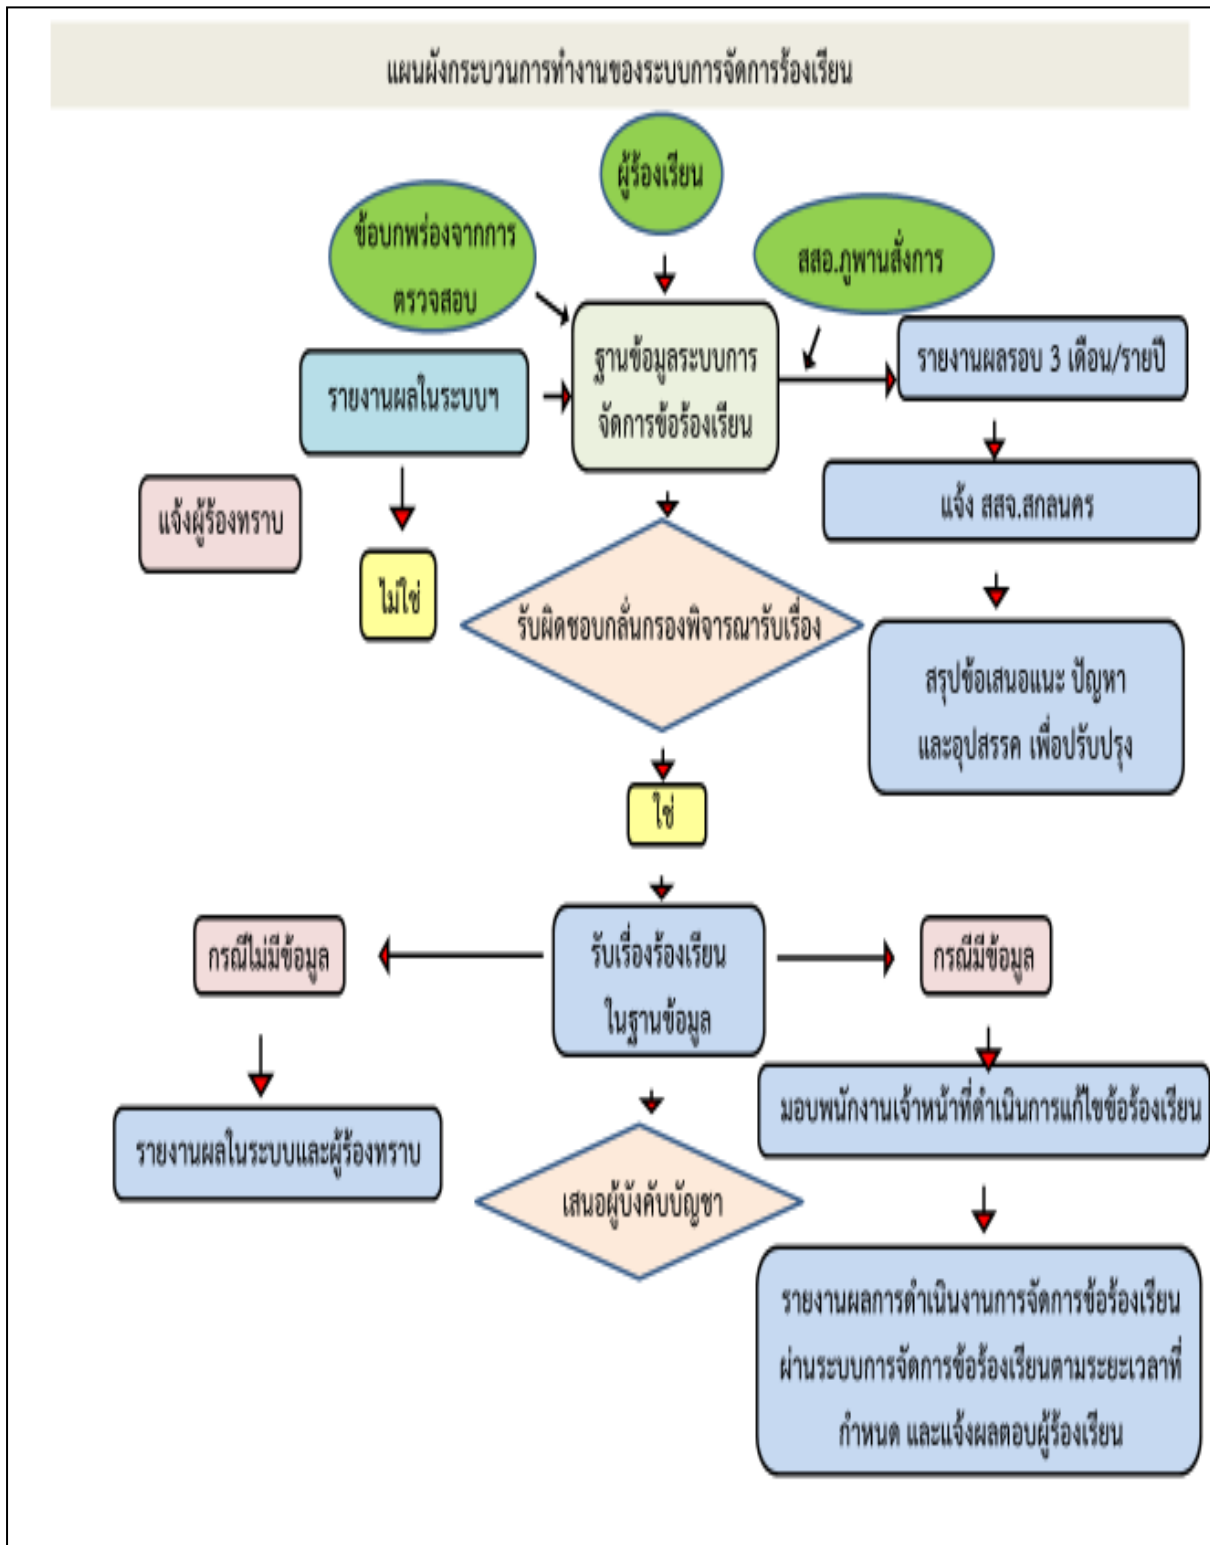 แผนผังกระบวนการทำงานของระบบการจัดการร้องเรียน
ผู้ร้องเรียน
ข้อบกพร่องจากการ
ตรวจสอบ
สสอ.ภูพานสั่งการ
ฐานข้อมูลระบบการ
จัดการข้อร้องเรียน
รายงานผลรอบ 3 เดือน/รายปี
รายงานผลในระบบฯ
แจ้ง สสจ.สกลนคร
แจ้งผู้ร้องทราบ
ไม่ใช่
รับผิดชอบกลั่นกรองพิจารณารับเรื่อง
สรุปข้อเสนอแนะ ปัญหา
และอุปสรรค เพื่อปรับปรุง
ใช่
กรณีไม่มีข้อมูล
รับเรื่องร้องเรียน
ในฐานข้อมูล
กรณีมีข้อมูล
มอบพนักงานเจ้าหน้าที่ดำเนินการแก้ไขข้อร้องเรียน
รายงานผลในระบบและผู้ร้องทราบ
เสนอผู้บังคับบัญชา
รายงานผลการดำเนินงานการจัดการข้อร้องเรียน
ผ่านระบบการจัดการข้อร้องเรียนตามระยะเวลาที่
กำหนด และแจ้งผลตอบผู้ร้องเรียน